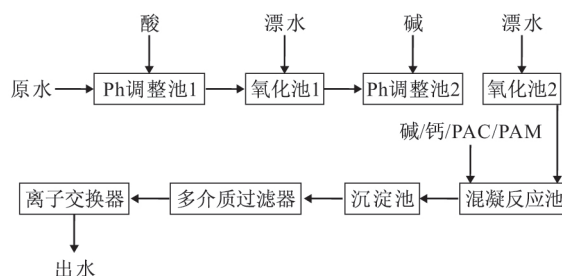 酸
漂水
碱
漂水
原水
Ph调整池1
氧化池1
Ph调整池2
氧化池2
碱/钙/PAC/PAM
离子交换器
多介质过滤器
沉淀池
混凝反应池
出水